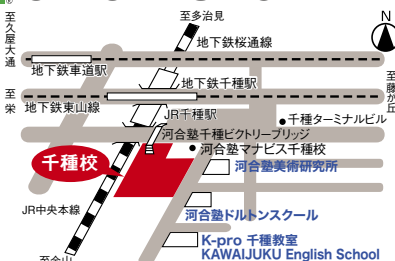 至多治見
N
至久屋大通
地下鉄桜通線
地下鉄車道駅
地下鉄千種駅
至藤が丘
至栄
地下鉄東山線
JR千種駅
千種ターミナルビル
河合塾千種ビクトリーブリッジ
河合塾マナビス千種校
千種校
河合塾美術研究所
JR中央本線
河合塾ドルトンスクール
K-pro 千種教室
KAWAIJUKU English School
至金山